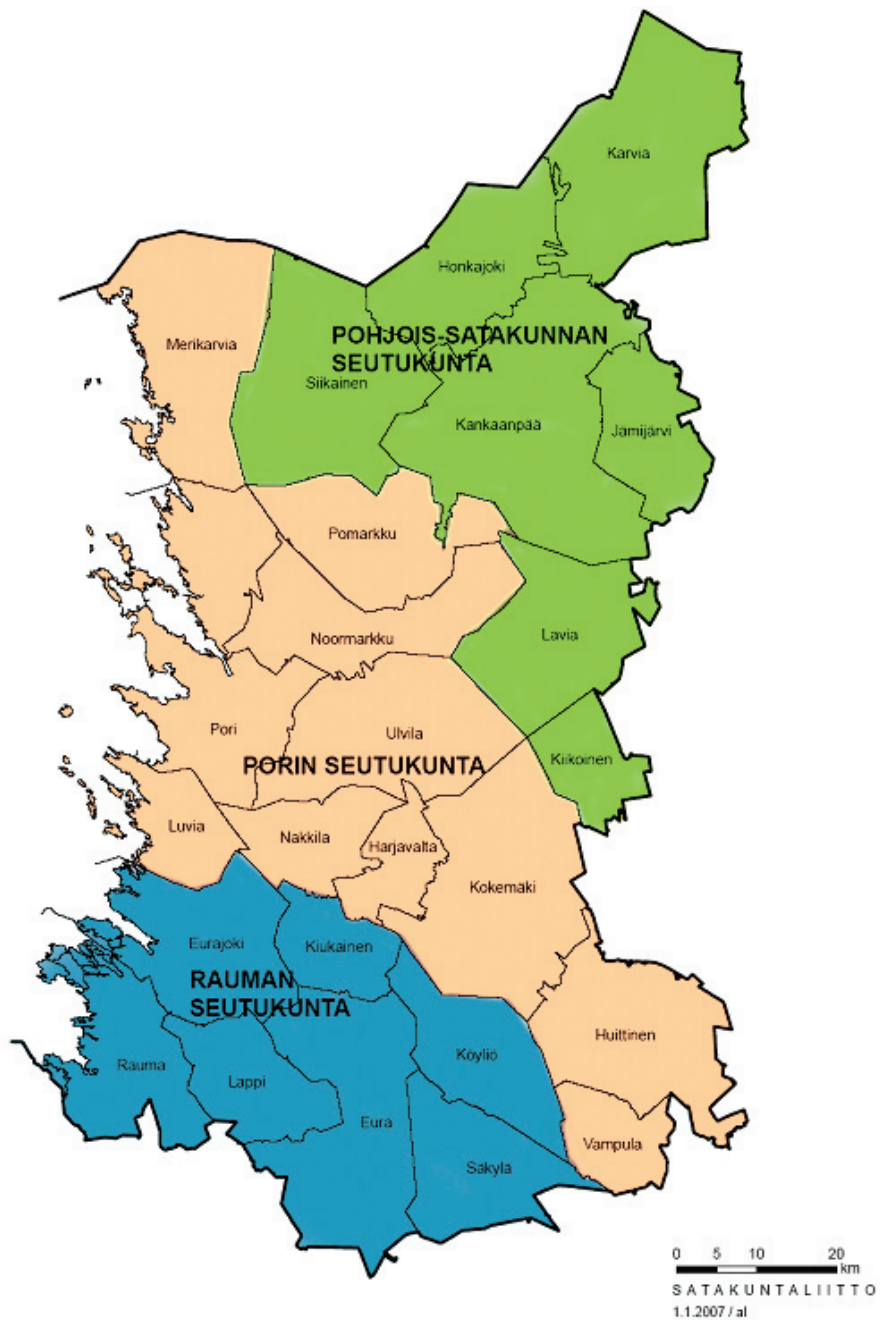 Karvia
Honkajoki
POHJOIS-SATAKUNNAN
SEUTUKUNTA
Merikarvia
Siikainen
Kankaanpää
Jämijärvi
Pomarkku
Noormarkku
Lavia
Pori
Ulvila
PORIN SEUTUKUNTA
Kiikoinen
Luvia
Nakkila
Harjavalta
Kokemäki
Eurajoki
Kiukainen
RAUMAN
SEUTUKUNTA
Huittinen
Rauma
Lappi
Köyliö
Eura
Vampula
Säkylä
0 5 10 20
km
SATAKUNTALIITTO
1.1.2007 / al